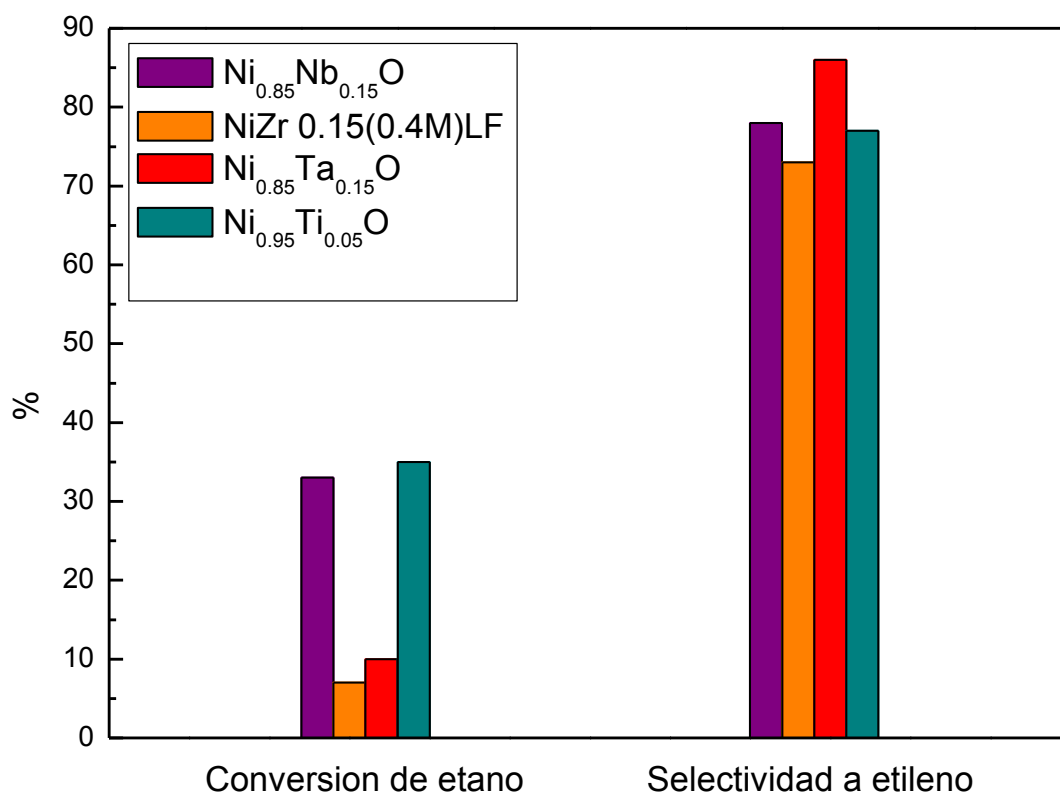 90
80
70
60
50
40
30
20
10
0
%
Ni0.85Nb0.15O
NiZr 0.15(0.4M)LF
Ni0.85Ta0.15O
Ni0.95Ti0.05O
Conversion de etano
Selectividad a etileno